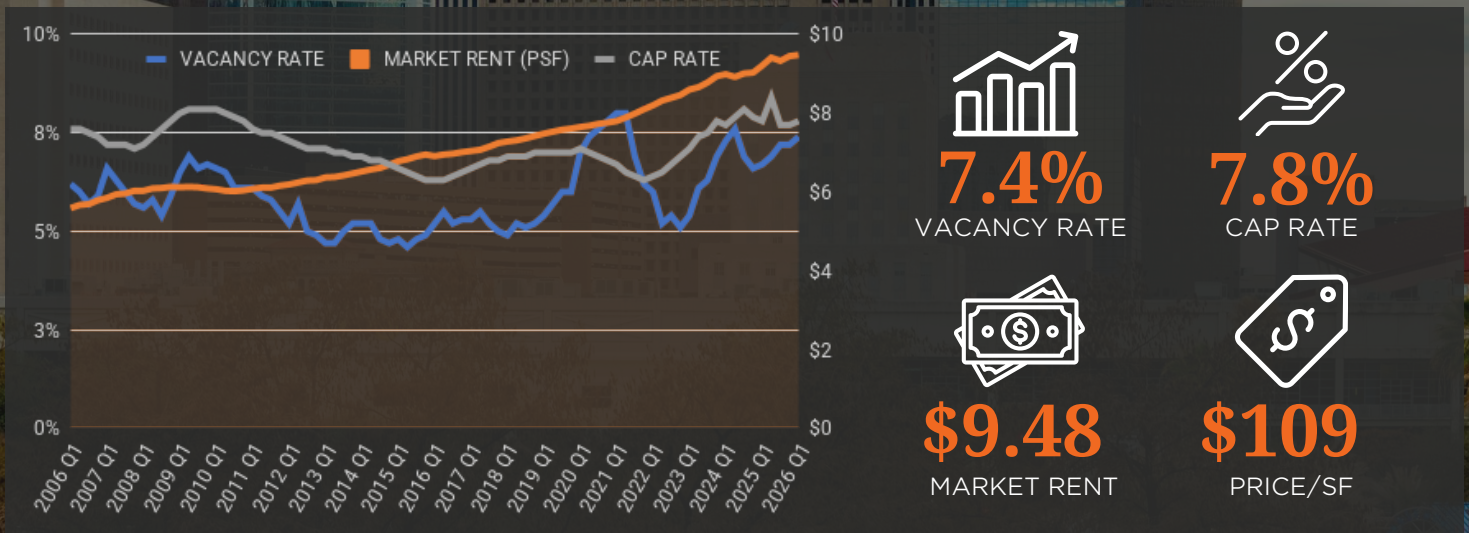 VACANCY RATE
MARKET RENT (PSF)
CAP RATE
10%
8%
5%
3%
0%
$10
$8
$6
$4
$2
$0
2006 Q1
2007 Q1
2008 Q1
2009 Q1
2010 Q1
2011 Q1
2012 Q1
2013 Q1
2014 Q1
2015 Q1
2016 Q1
2017 Q1
2018 Q1
2019 Q1
2020 Q1
2021 Q1
2022 Q1
2023 Q1
2024 Q1
2025 Q1
2026 Q1
7.4%
VACANCY RATE
%
7.8%
CAP RATE
$
$9.48
MARKET RENT
$
$109
PRICE/SF